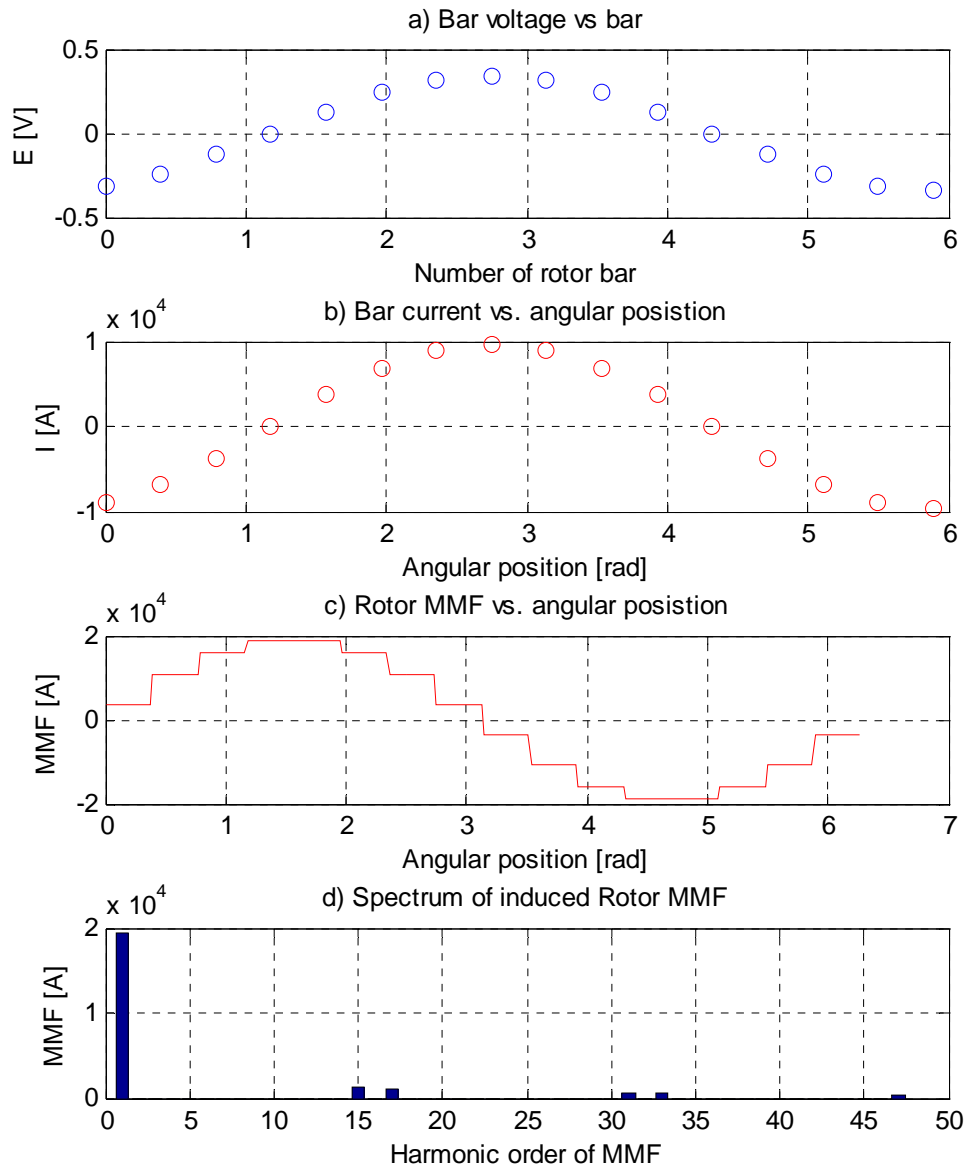 a) Bar voltage vs bar
0.5
0
-0.5
E [V]
0 1 2 3 4 5 6
Number of rotor bar
x 10^4
b) Bar current vs. angular posistion
1
0
-1
I [A]
0 1 2 3 4 5 6
Angular position [rad]
x 10^4
c) Rotor MMF vs. angular posistion
2
0
-2
MMF [A]
0 1 2 3 4 5 6 7
Angular position [rad]
x 10^4
d) Spectrum of induced Rotor MMF
2
1
0
MMF [A]
0 5 10 15 20 25 30 35 40 45 50
Harmonic order of MMF